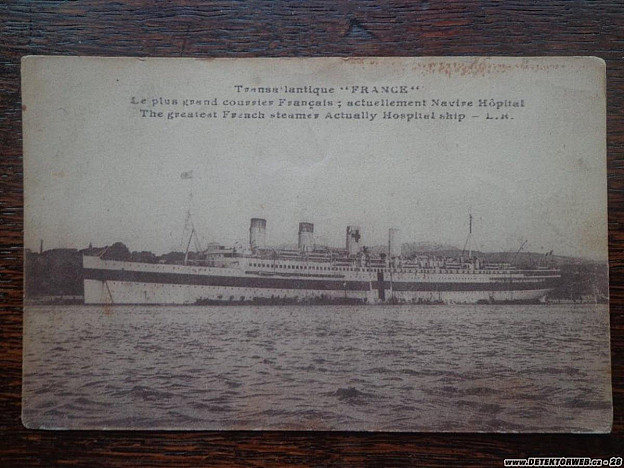 Transatlantique "FRANCE"
Le plus grand courrier Français ; actuellement Navire Hôpital
The greatest French steamer Actually Hospital ship – L.R.
www.DETEKTORWEB.cz - 28